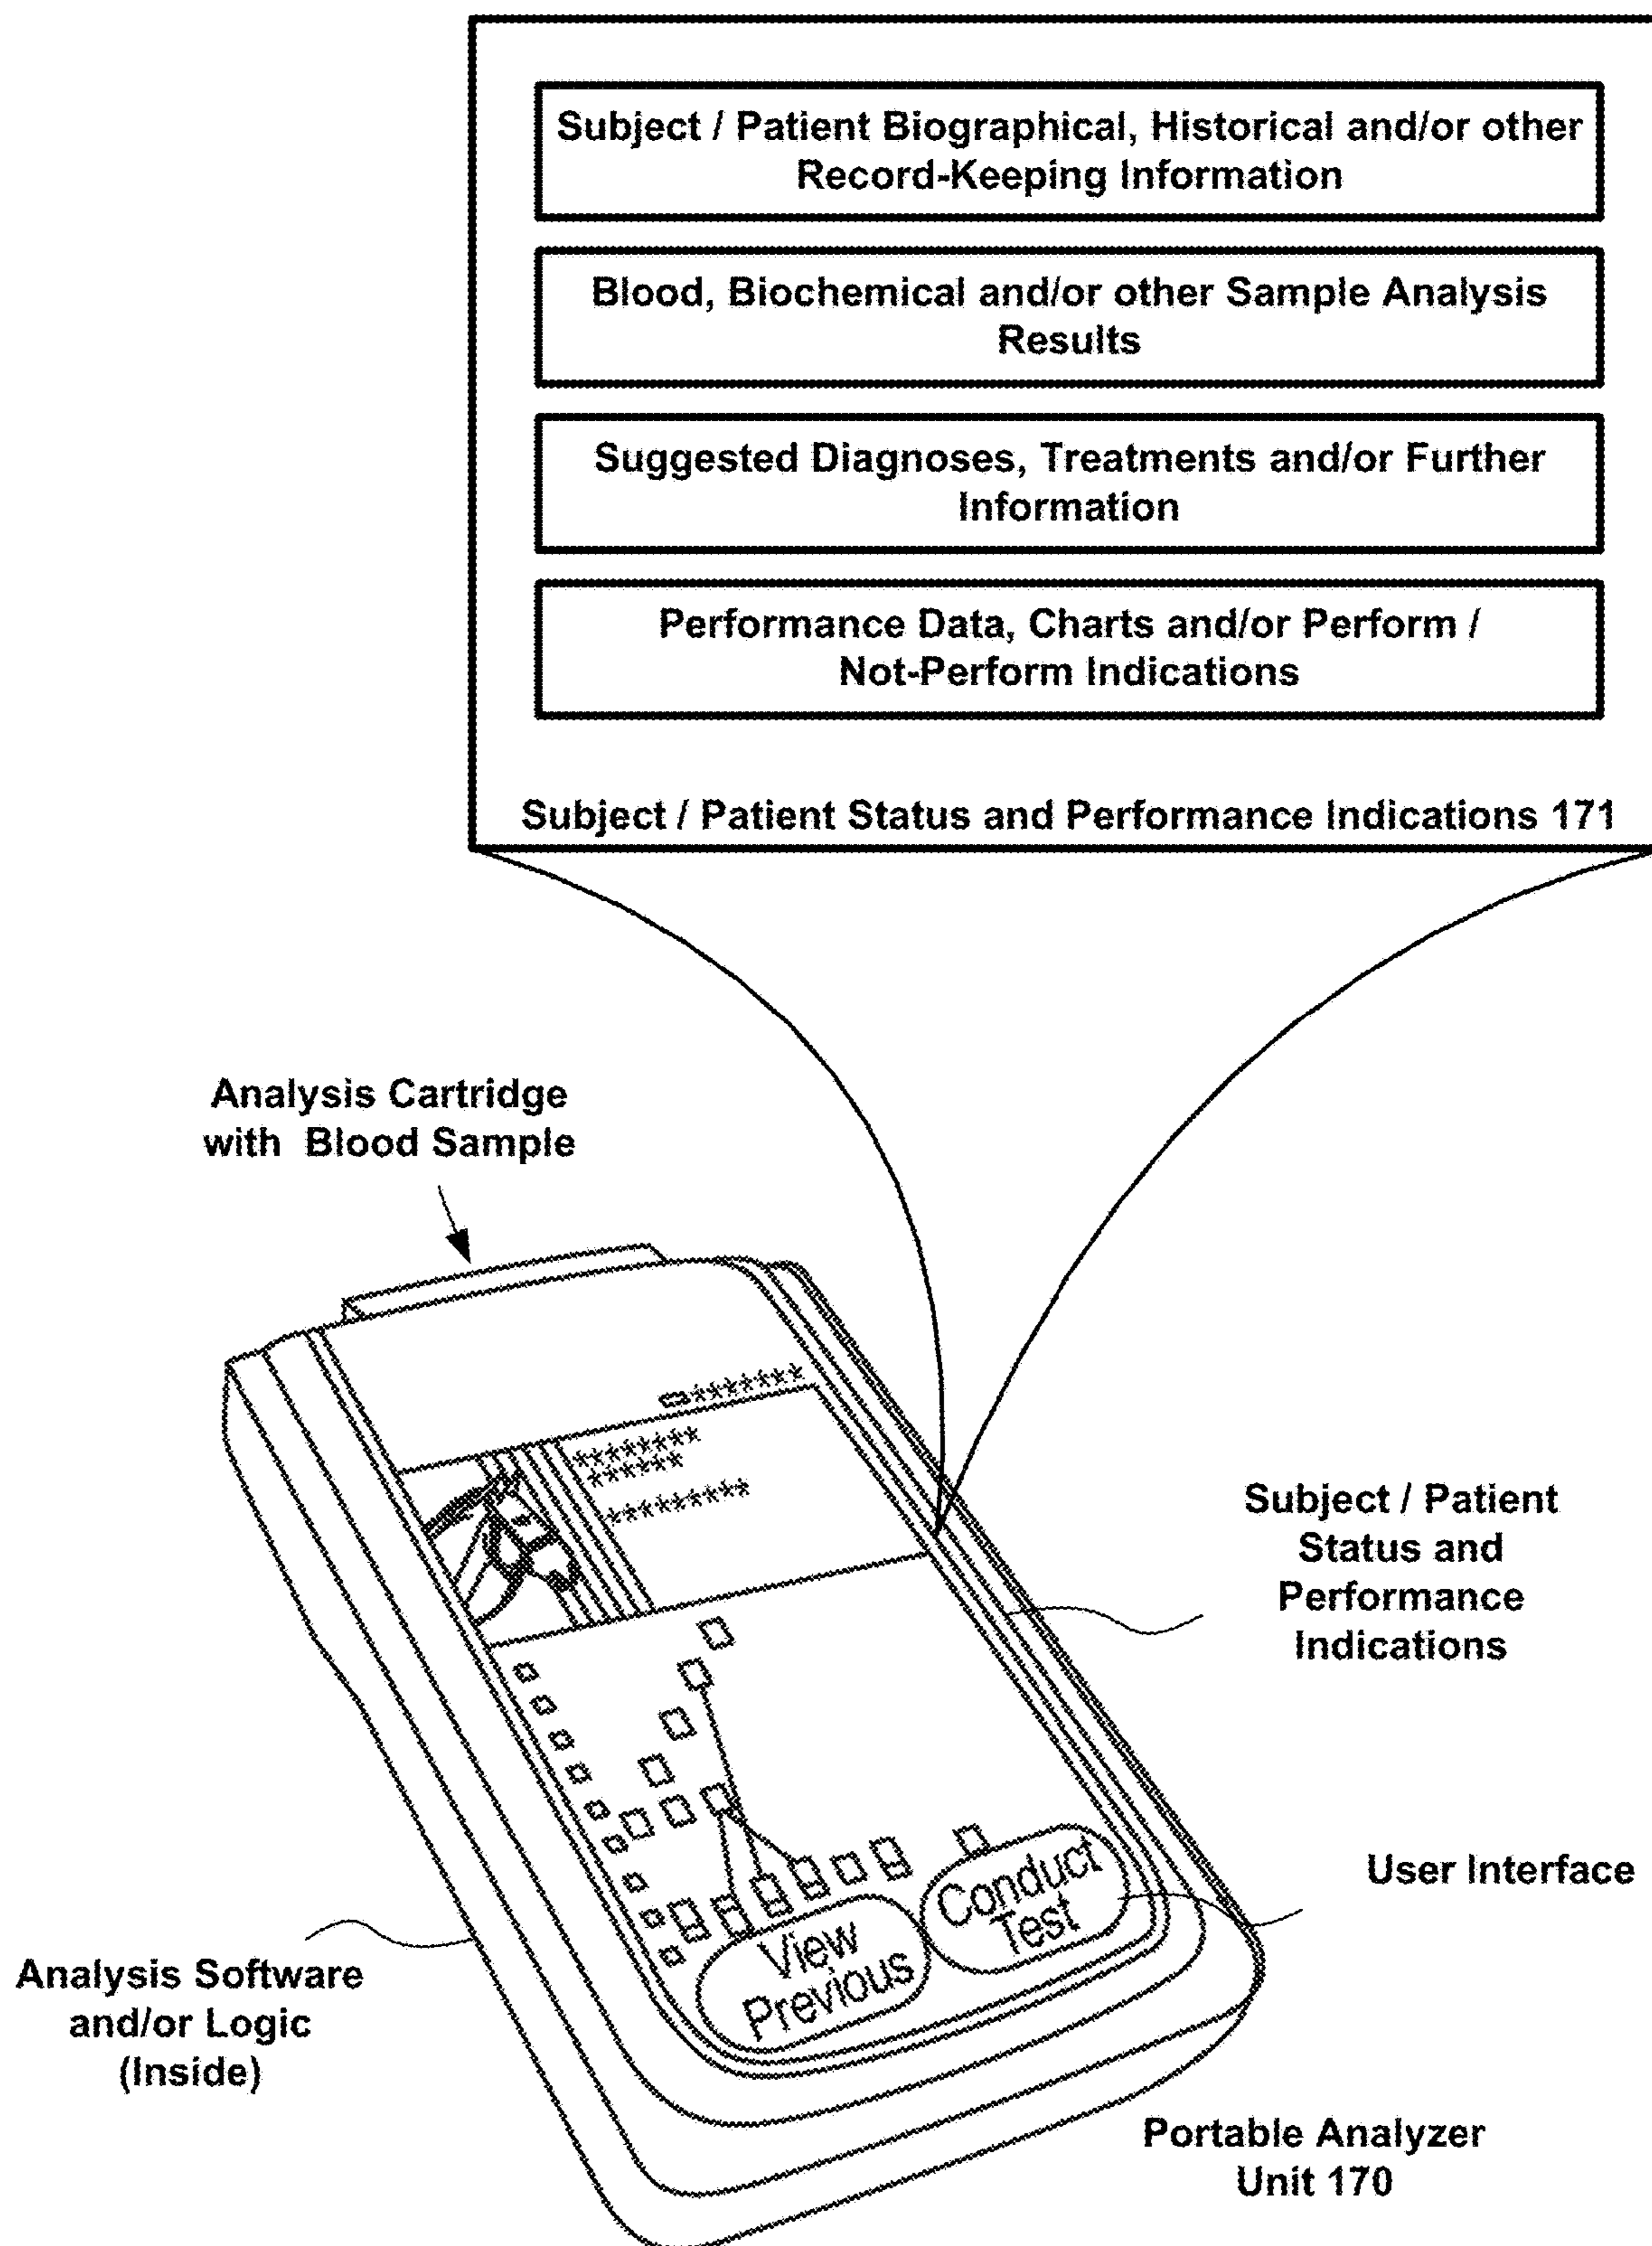 Subject / Patient Biographical, Historical and/or other
Record-Keeping Information
Blood, Biochemical and/or other Sample Analysis
Results
Suggested Diagnoses, Treatments and/or Further
Information
Performance Data, Charts and/or Perform /
Not-Perform Indications
Subject / Patient Status and Performance Indications 171
Analysis Cartridge
with Blood Sample
*******
********
******
*********
Subject / Patient
Status and
Performance
Indications
Conduct
Test
View
Previous
User Interface
Analysis Software
and/or Logic
(Inside)
Portable Analyzer
Unit 170